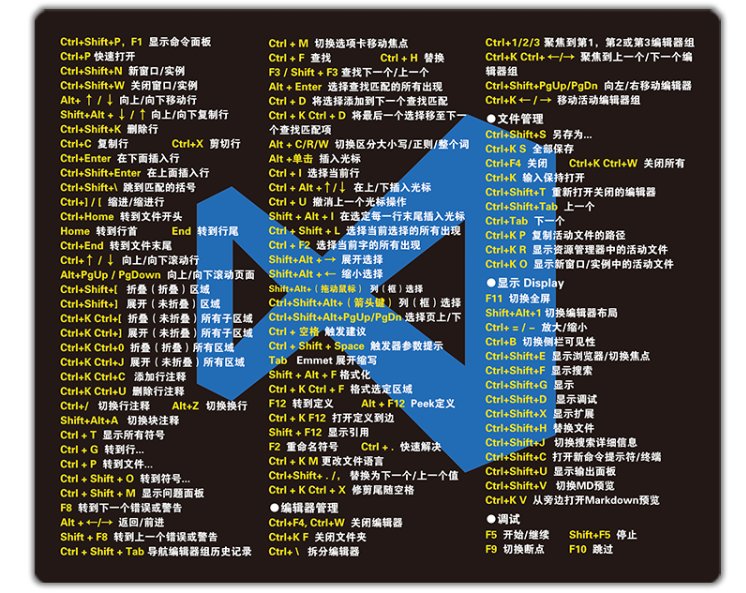 Ctrl+Shift+P，F1 显示命令面板
Ctrl+P 快速打开
Ctrl+Shift+N 新窗口/实例
Ctrl+Shift+W 关闭窗口/实例
Alt+ ↑ / ↓ 向上/向下移动行
Shift+Alt + ↓ / ↑ 向上/向下复制行
Ctrl+Shift+K 删除行
Ctrl+C 复制行 Ctrl+X 剪切行
Ctrl+Enter 在下面插入行
Ctrl+Shift+Enter 在上面插入行
Ctrl+Shift+\ 跳到匹配的括号
Ctrl+] / [ 缩进/缩进行
Ctrl+Home 转到文件开头
Home 转到行首 End 转到行尾
Ctrl+End 转到文件末尾
Ctrl+ ↑ / ↓ 向上/向下滚动行
Alt+PgUp / PgDown 向上/向下滚动页面
Ctrl+Shift+[ 折叠（折叠）区域
Ctrl+Shift+] 展开（未折叠）区域
Ctrl+K Ctrl+[ 折叠（未折叠）所有子区域
Ctrl+K Ctrl+] 展开（未折叠）所有子区域
Ctrl+K Ctrl+0 折叠（折叠）所有区域
Ctrl+K Ctrl+J 展开（未折叠）所有区域
Ctrl+K Ctrl+C 添加行注释
Ctrl+K Ctrl+U 删除行注释
Ctrl+/ 切换行注释 Alt+Z 切换换行
Shift+Alt+A 切换块注释
Ctrl + T 显示所有符号
Ctrl + G 转到行...
Ctrl + P 转到文件...
Ctrl + Shift + O 转到符号...
Ctrl + Shift + M 显示问题面板
F8 转到下一个错误或警告
Alt + ←/→ 返回/前进
Shift + F8 转到上一个错误或警告
Ctrl + Shift + Tab 导航编辑器组历史记录
Ctrl + M 切换选项卡移动焦点
Ctrl + F 查找 Ctrl + H 替换
F3 / Shift + F3 查找下一个/上一个
Alt + Enter 选择查找匹配的所有出现
Ctrl + D 将选择添加到下一个查找匹配
Ctrl + K Ctrl + D 将最后一个选择移至下一
个查找匹配项
Alt + C/R/W 切换区分大小写/正则/整个词
Alt +单击 插入光标
Ctrl + I 选择当前行
Ctrl + Alt +↑/↓ 在上/下插入光标
Ctrl + U 撤消上一个光标操作
Shift + Alt + I 在选定每一行末尾插入光标
Ctrl + Shift + L 选择当前选择的所有出现
Ctrl + F2 选择当前字的所有出现
Shift+Alt+ → 展开选择
Shift+Alt+ ← 缩小选择
Shift+Alt+（拖动鼠标） 列（框）选择
Ctrl+Shift+Alt+（箭头键） 列（框）选择
Ctrl+Shift+Alt+PgUp/PgDn 选择页上/下
Ctrl + 空格 触发建议
Ctrl + Shift + Space 触发器参数提示
Tab Emmet 展开缩写
Shift + Alt + F 格式化
Ctrl + K Ctrl + F 格式选定区域
F12 转到定义 Alt + F12 Peek定义
Ctrl + K F12 打开定义到边
Shift + F12 显示引用
F2 重命名符号 Ctrl + . 快速解决
Ctrl + K M 更改文件语言
Ctrl+Shift+. /， 替换为下一个/上一个值
Ctrl + K Ctrl + X 修剪尾随空格
●编辑器管理
Ctrl+F4, Ctrl+W 关闭编辑器
Ctrl+K F 关闭文件夹
Ctrl+ \ 拆分编辑器
Ctrl+1/2/3 聚焦到第1，第2或第3编辑器组
Ctrl+K Ctrl+ ←/→ 聚焦到上一个/下一个编
辑器组
Ctrl+Shift+PgUp/PgDn 向左/右移动编辑器
Ctrl+K ← / → 移动活动编辑器组
●文件管理
Ctrl+Shift+S 另存为...
Ctrl+K S 全部保存
Ctrl+F4 关闭 Ctrl+K Ctrl+W 关闭所有
Ctrl+K 输入保持打开
Ctrl+Shift+T 重新打开关闭的编辑器
Ctrl+Shift+Tab 上一个
Ctrl+Tab 下一个
Ctrl+K P 复制活动文件的路径
Ctrl+K R 显示资源管理器中的活动文件
Ctrl+K O 显示新窗口/实例中的活动文件
●显示 Display
F11 切换全屏
Shift+Alt+1 切换编辑器布局
Ctrl+ = / – 放大/缩小
Ctrl+B 切换侧栏可见性
Ctrl+Shift+E 显示浏览器/切换焦点
Ctrl+Shift+F 显示搜索
Ctrl+Shift+G 显示
Ctrl+Shift+D 显示调试
Ctrl+Shift+X 显示扩展
Ctrl+Shift+H 替换文件
Ctrl+Shift+J 切换搜索详细信息
Ctrl+Shift+C 打开新命令提示符/终端
Ctrl+Shift+U 显示输出面板
Ctrl+Shift+V 切换MD预览
Ctrl+K V 从旁边打开Markdown预览
●调试
F5 开始/继续 Shift+F5 停止
F9 切换断点 F10 跳过